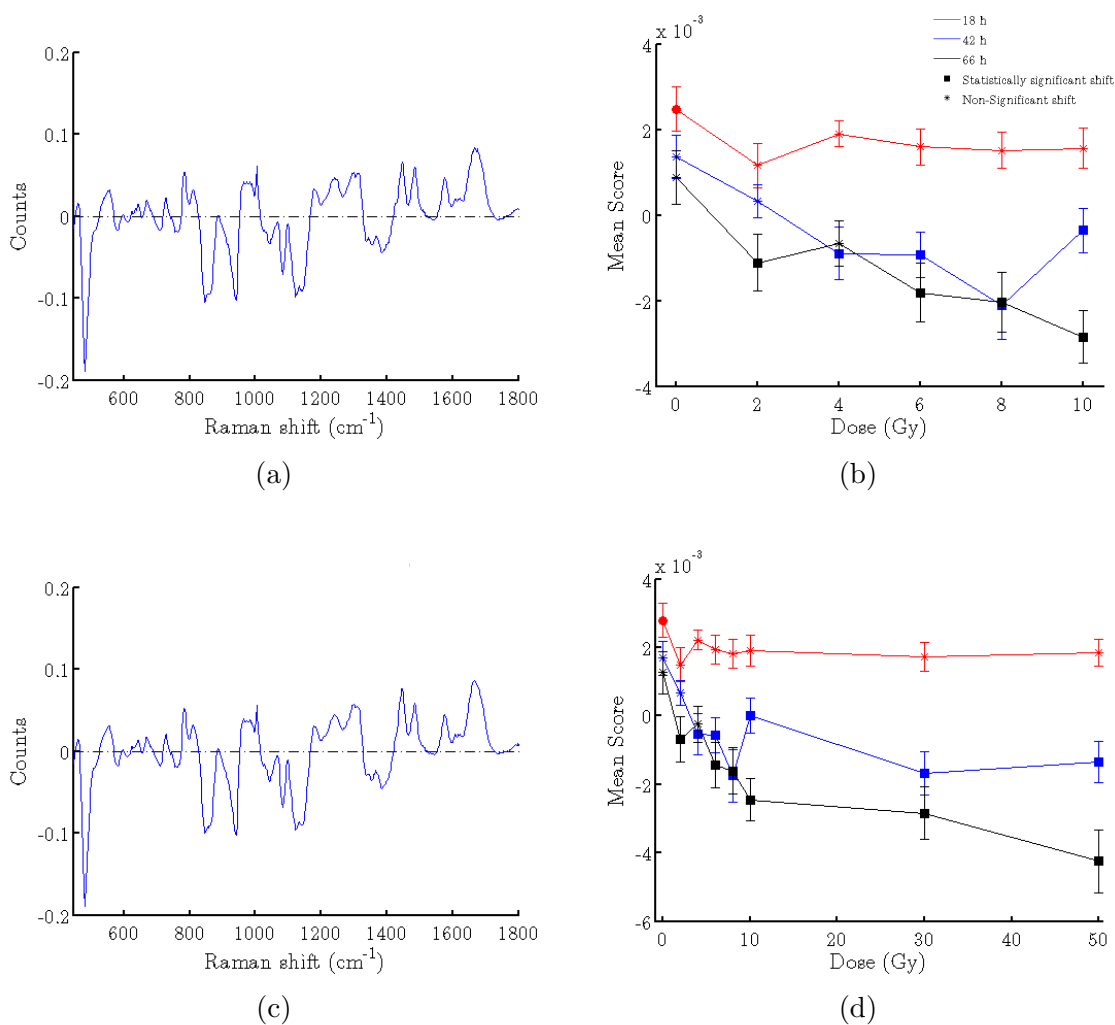 0.2
0.1
0
-0.1
-0.2
Counts
600 800 1000 1200 1400 1600 1800
Raman shift (cm⁻¹)
(a)
x 10⁻³
18 h
42 h
66 h
Statistically significant shift
Non-Significant shift
4
2
0
-2
-4
Mean Score
0 2 4 6 8 10
Dose (Gy)
(b)
0.2
0.1
0
-0.1
-0.2
Counts
600 800 1000 1200 1400 1600 1800
Raman shift (cm⁻¹)
(c)
x 10⁻³
4
2
0
-2
-4
-6
Mean Score
0 10 20 30 40 50
Dose (Gy)
(d)